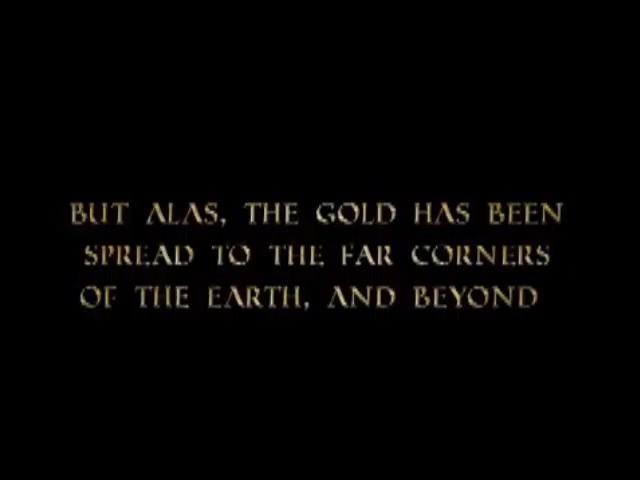 BUT ALAS, THE GOLD HAS BEEN
SPREAD TO THE FAR CORNERS
OF THE EARTH, AND BEYOND